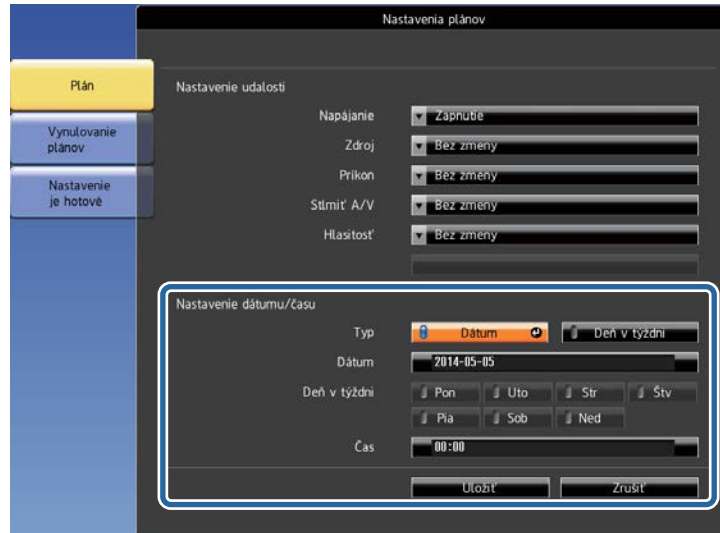 Nastavenia plánov
Plán
Vynulovanie
plánov
Nastavenie
je hotové
Nastavenie udalosti
Napájanie Zapnutie
Zdroj Bez zmeny
Príkon Bez zmeny
Stlmiť A/V Bez zmeny
Hlasitosť Bez zmeny
Nastavenie dátumu/času
Typ Dátum Deň v týždni
Dátum 2014-05-05
Deň v týždni Pon Uto Str Štv
Pia Sob Ned
Čas 00:00
Uložiť Zrušiť